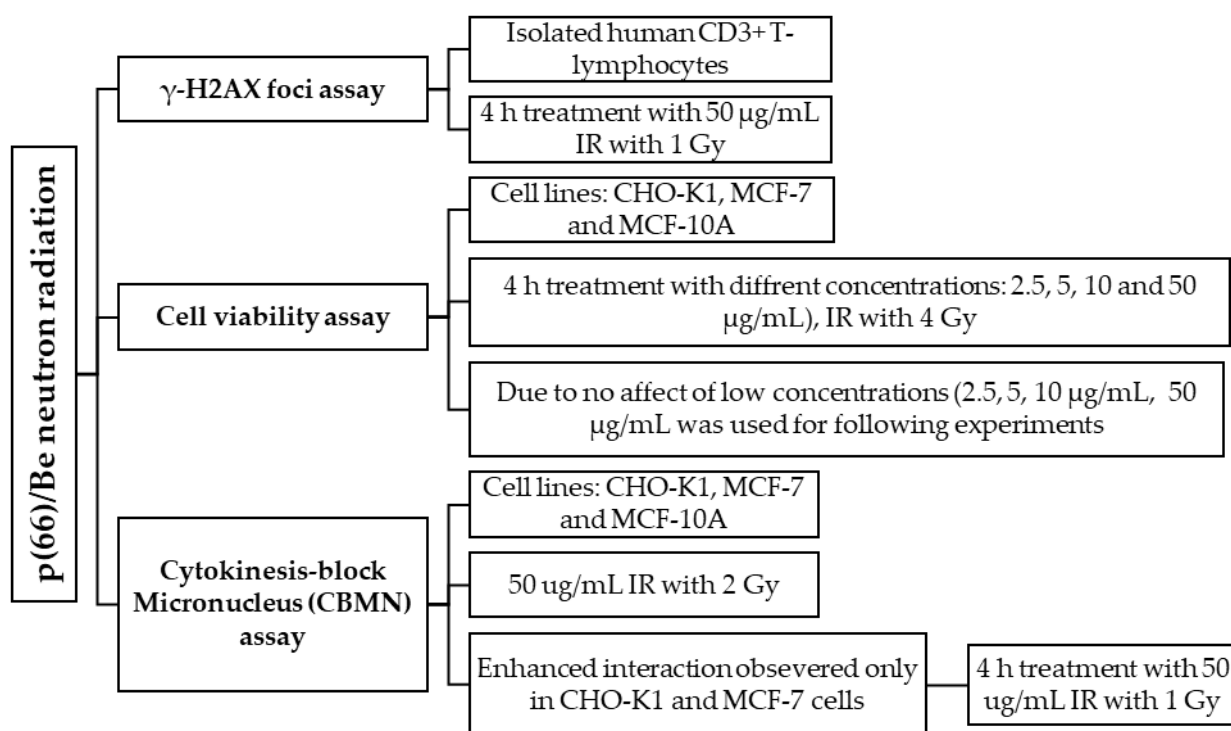 p(66)/Be neutron radiation
γ-H2AX foci assay
Isolated human CD3+ T-
lymphocytes
4 h treatment with 50 µg/mL
IR with 1 Gy
Cell viability assay
Cell lines: CHO-K1, MCF-7
and MCF-10A
4 h treatment with diffrent concentrations: 2.5, 5, 10 and 50
µg/mL), IR with 4 Gy
Due to no affect of low concentrations (2.5, 5, 10 µg/mL, 50
µg/mL was used for following experiments
Cytokinesis-block
Micronucleus (CBMN)
assay
Cell lines: CHO-K1, MCF-7
and MCF-10A
50 ug/mL IR with 2 Gy
Enhanced interaction obsevered only
in CHO-K1 and MCF-7 cells
4 h treatment with 50
ug/mL IR with 1 Gy